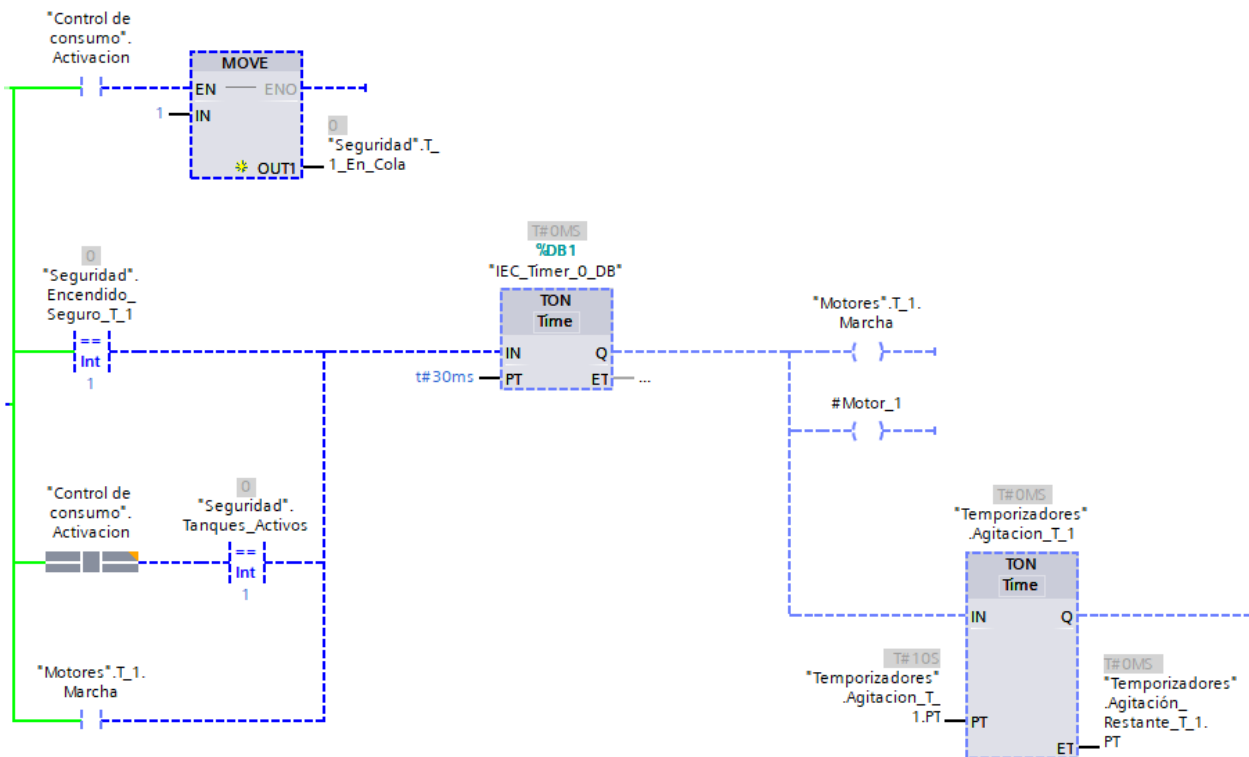 "Control de
consumo".
Activacion
MOVE
EN
ENO
1
IN
0
"Seguridad".T_
1_En_Cola
OUT1
T#0MS
%DB1
"IEC_Timer_0_DB"
TON
Time
IN
Q
t#30ms
PT
ET
...
0
"Seguridad".
Encendido_
Seguro_T_1
==
Int
1
"Motores".T_1.
Marcha
#Motor_1
"Control de
consumo".
Activacion
0
"Seguridad".
Tanques_Activos
==
Int
1
T#0MS
"Temporizadores"
.Agitacion_T_1
TON
Time
IN
Q
T#10S
"Temporizadores"
.Agitacion_T_
1.PT
PT
ET
T#0MS
"Temporizadores"
.Agitación_
Restante_T_1.
PT
"Motores".T_1.
Marcha